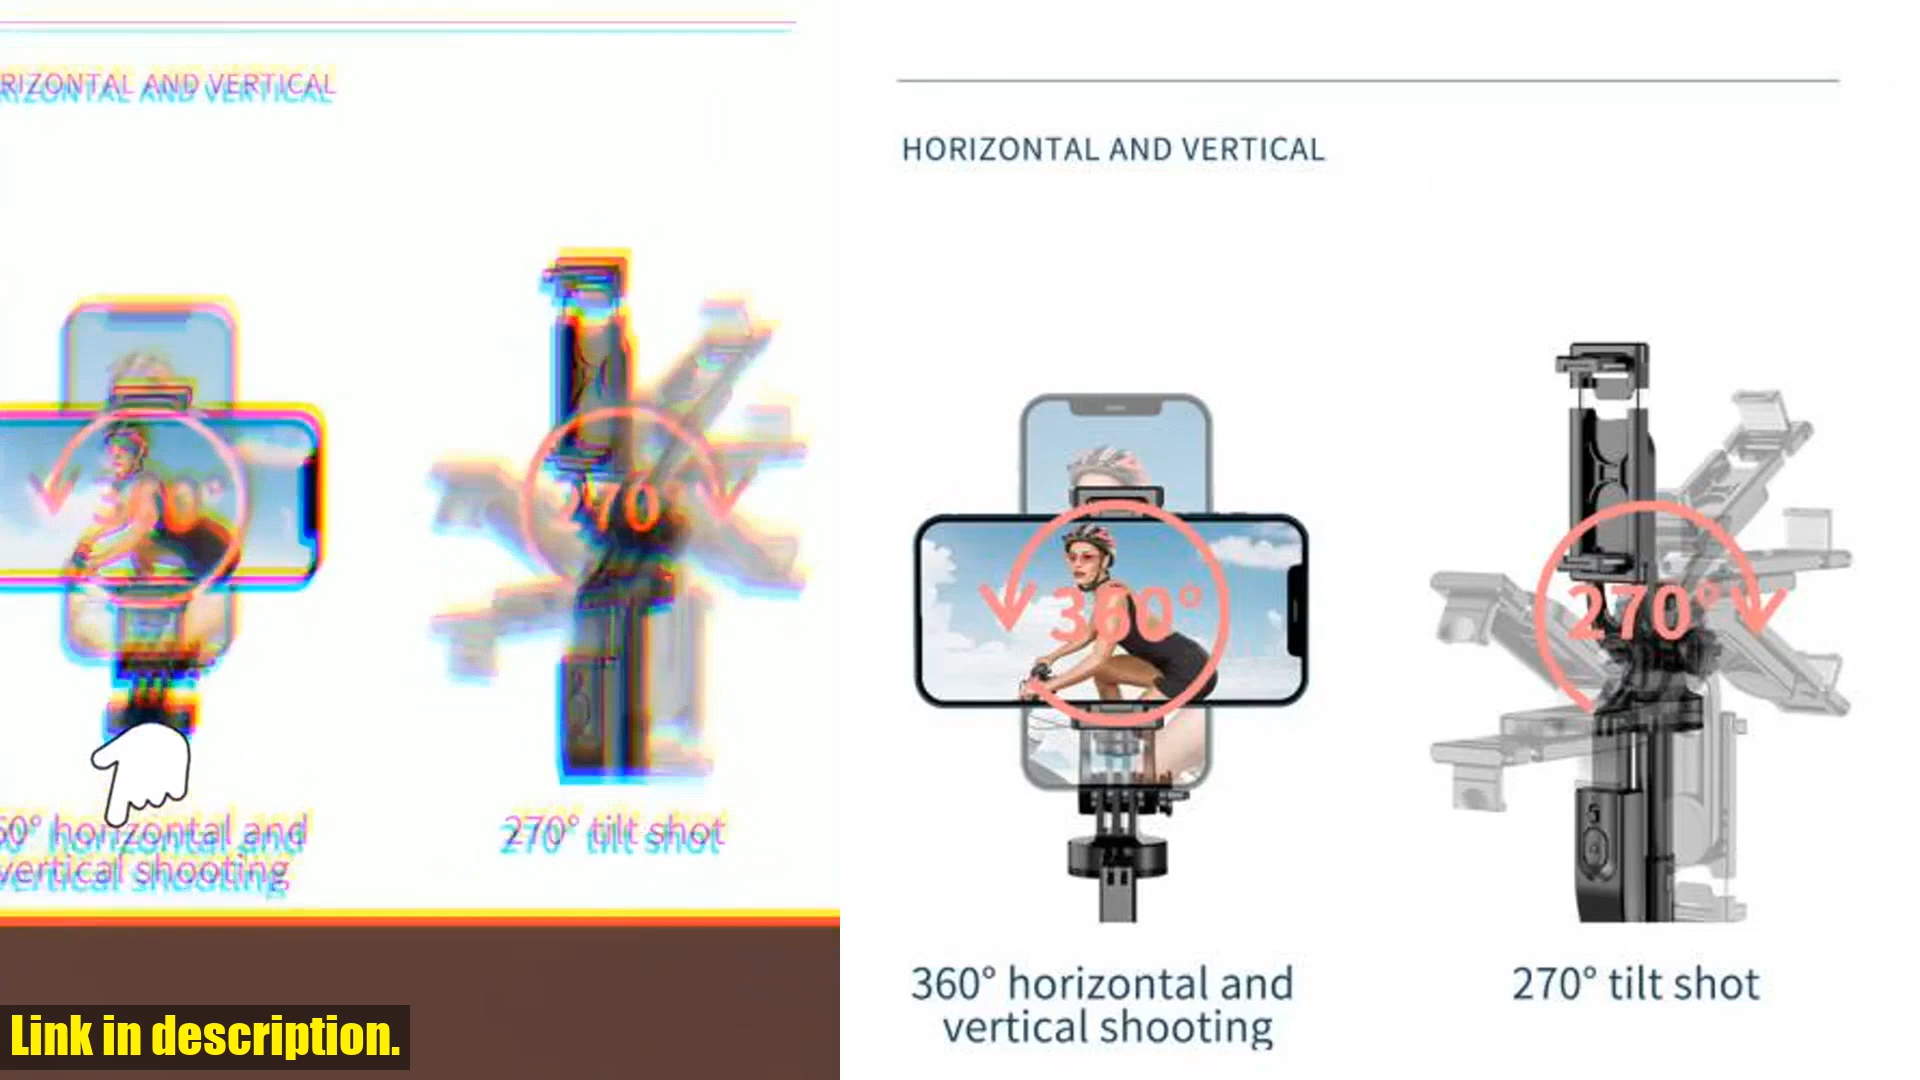 RIZONTAL AND VERTICAL
360°
270°
60° horizontal and
vertical shooting
270° tilt shot
Link in description.
HORIZONTAL AND VERTICAL
360°
270°
360° horizontal and
vertical shooting
270° tilt shot